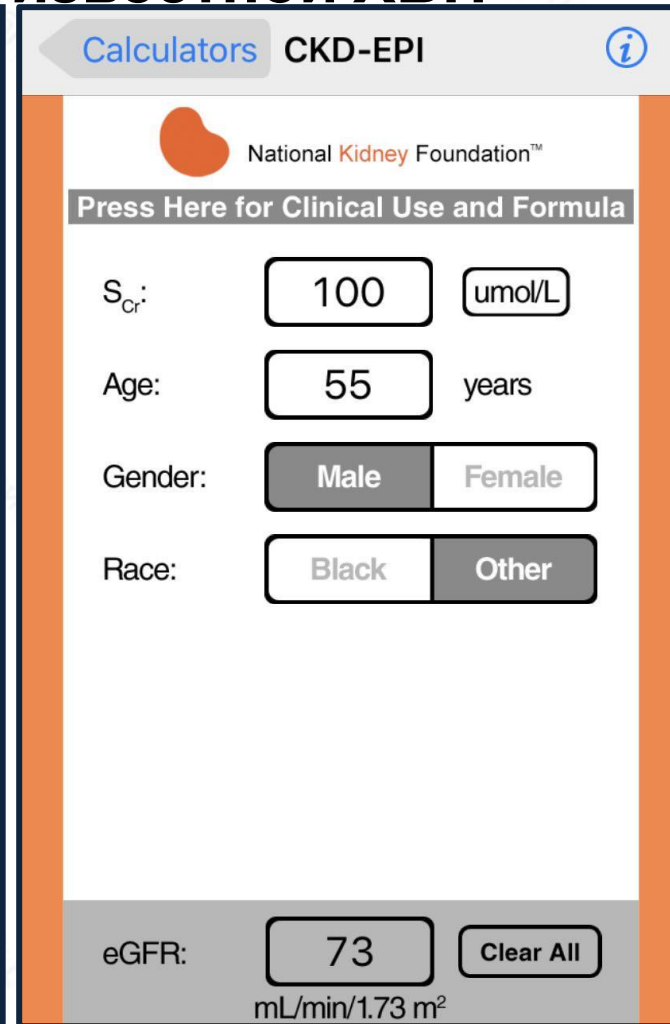 Calculators CKD-EPI
National Kidney Foundation™
Press Here for Clinical Use and Formula
S_Cr: 100 umol/L
Age: 55 years
Gender: Male Female
Race: Black Other
eGFR: 73 Clear All
mL/min/1.73 m²